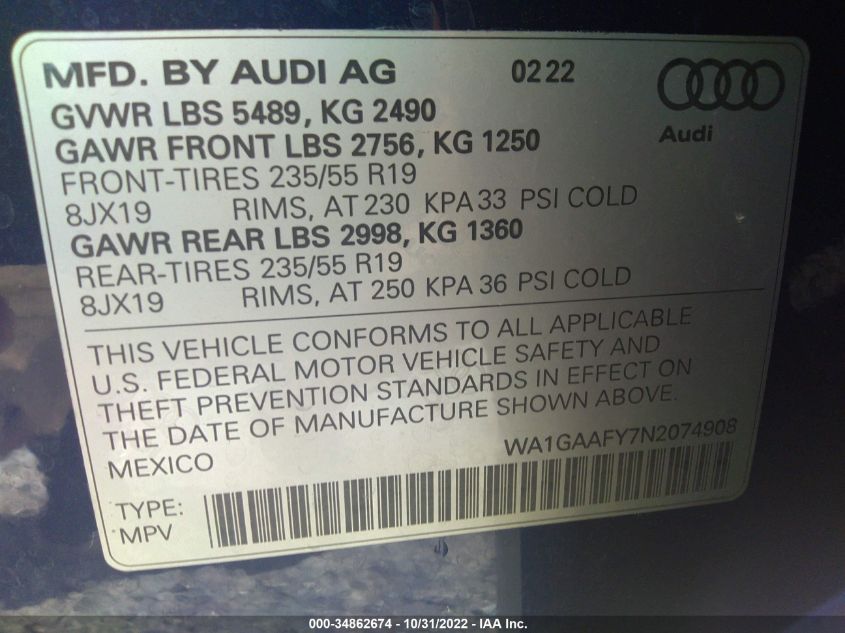 MFD. BY AUDI AG 02 22
Audi
GVWR LBS 5489, KG 2490
GAWR FRONT LBS 2756, KG 1250
FRONT-TIRES 235/55 R19
8JX19 RIMS, AT 230 KPA 33 PSI COLD
GAWR REAR LBS 2998, KG 1360
REAR-TIRES 235/55 R19
8JX19 RIMS, AT 250 KPA 36 PSI COLD
THIS VEHICLE CONFORMS TO ALL APPLICABLE
U.S. FEDERAL MOTOR VEHICLE SAFETY AND
THEFT PREVENTION STANDARDS IN EFFECT ON
THE DATE OF MANUFACTURE SHOWN ABOVE.
MEXICO WA1GAAFY7N2074908
TYPE:
MPV
000-34862674 - 10/31/2022 - IAA Inc.